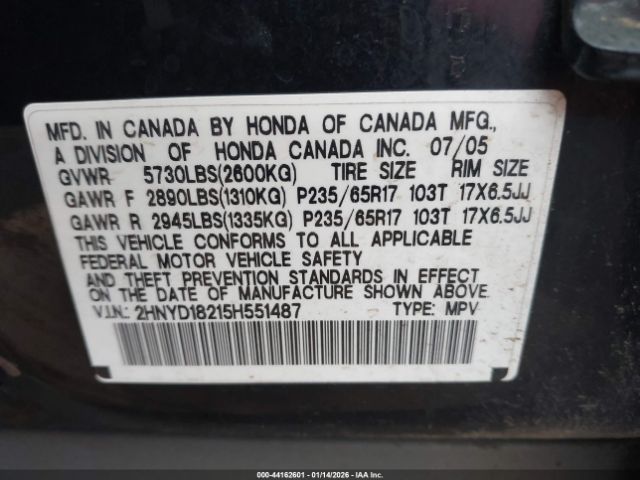 MFD. IN CANADA BY HONDA OF CANADA MFG.,
A DIVISION OF HONDA CANADA INC. 07/05
GVWR 5730LBS(2600KG) TIRE SIZE RIM SIZE
GAWR F 2890LBS(1310KG) P235/65R17 103T 17X6.5JJ
GAWR R 2945LBS(1335KG) P235/65R17 103T 17X6.5JJ
THIS VEHICLE CONFORMS TO ALL APPLICABLE
FEDERAL MOTOR VEHICLE SAFETY
AND THEFT PREVENTION STANDARDS IN EFFECT
ON THE DATE OF MANUFACTURE SHOWN ABOVE.
V.I.N.: 2HNYD18215H551487 TYPE: MPV
000-44162601 - 01/14/2026 - IAA Inc.